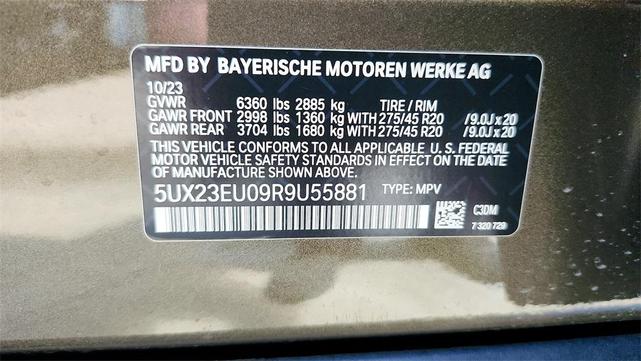 MFD BY BAYERISCHE MOTOREN WERKE AG
10/23
GVWR 6360 lbs 2885 kg TIRE / RIM
GAWR FRONT 2998 lbs 1360 kg WITH 275/45 R20 /9.0J x 20
GAWR REAR 3704 lbs 1680 kg WITH 275/45 R20 /9.0J x 20
THIS VEHICLE CONFORMS TO ALL APPLICABLE U. S. FEDERAL
MOTOR VEHICLE SAFETY STANDARDS IN EFFECT ON THE DATE
OF MANUFACTURE SHOWN ABOVE.
5UX23EU09R9U55881 TYPE: MPV
C3DM
7 320 729